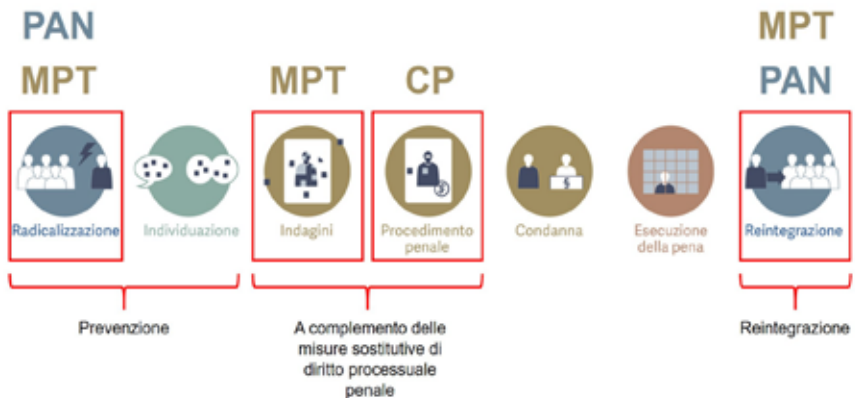 PAN
MPT
MPT
CP
MPT
PAN
Radicalizzazione
Individuazione
Indagini
Procedimento
penale
Condanna
Esecuzione
della pena
Reintegrazione
Prevenzione
A complemento delle
misure sostitutive di
diritto processuale
penale
Reintegrazione